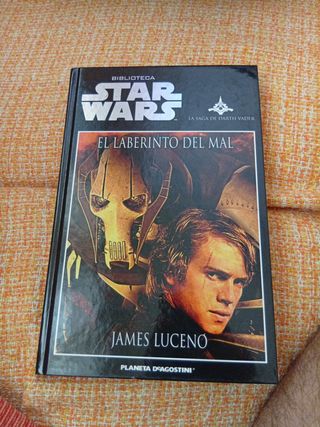 BIBLIOTECA
STAR
WARS
LA SAGA DE DARTH VADER
EL LABERINTO DEL MAL
JAMES LUCENO
PLANETA DEAGOSTINI